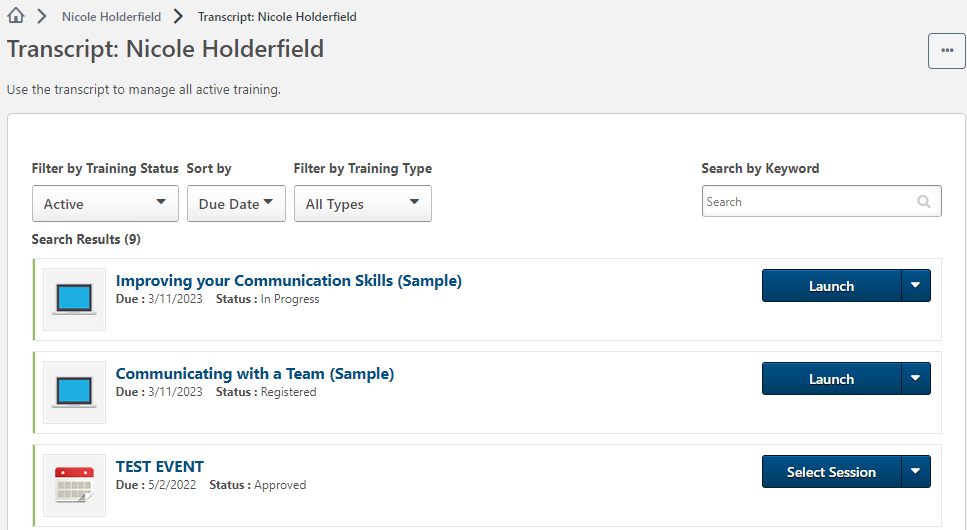 Nicole Holderfield Transcript: Nicole Holderfield
Transcript: Nicole Holderfield
Use the transcript to manage all active training.
Filter by Training Status Sort by Filter by Training Type Search by Keyword
Active Due Date All Types Search
Search Results (9)
Improving your Communication Skills (Sample)
Due : 3/11/2023 Status : In Progress
Launch
Communicating with a Team (Sample)
Due : 3/11/2023 Status : Registered
Launch
TEST EVENT
Due : 5/2/2022 Status : Approved
Select Session